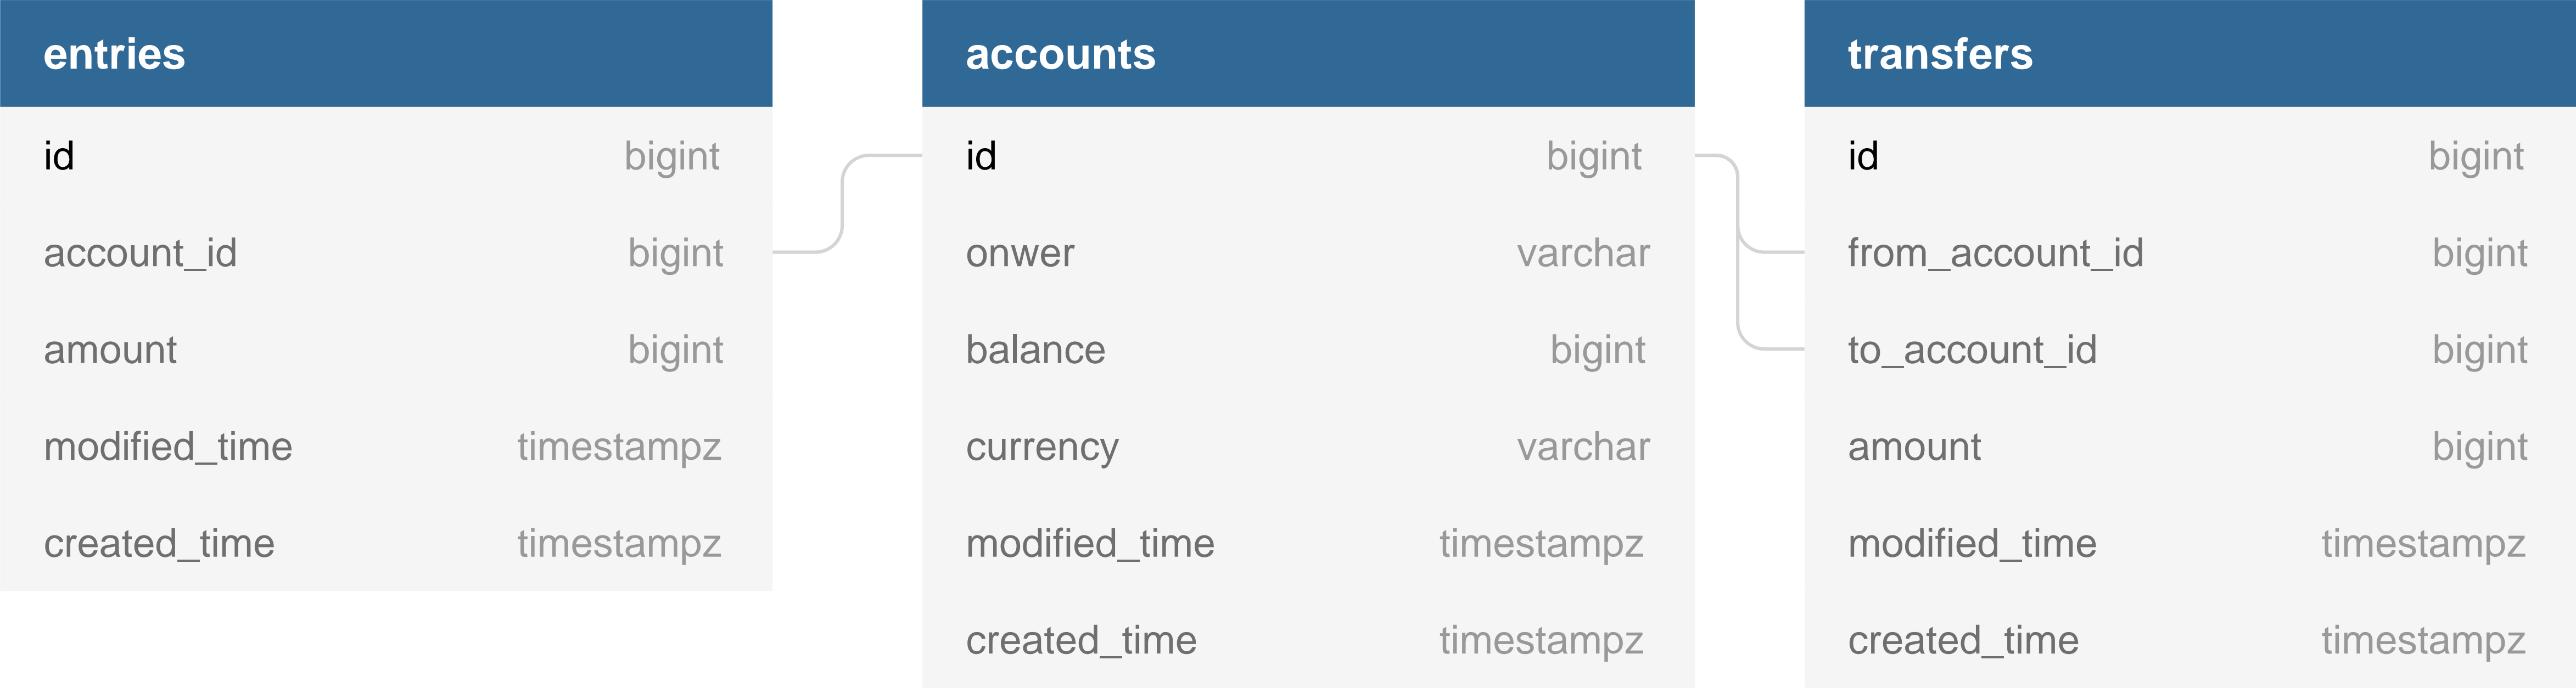 entries
id bigint
account_id bigint
amount bigint
modified_time timestampz
created_time timestampz
accounts
id bigint
onwer varchar
balance bigint
currency varchar
modified_time timestampz
created_time timestampz
transfers
id bigint
from_account_id bigint
to_account_id bigint
amount bigint
modified_time timestampz
created_time timestampz